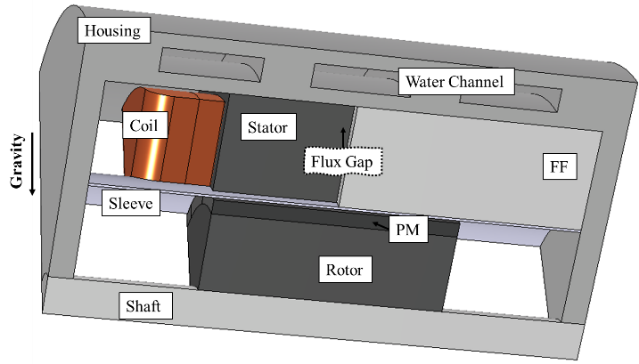 Housing
Water Channel
Coil
Stator
Flux Gap
FF
Gravity
Sleeve
PM
Rotor
Shaft